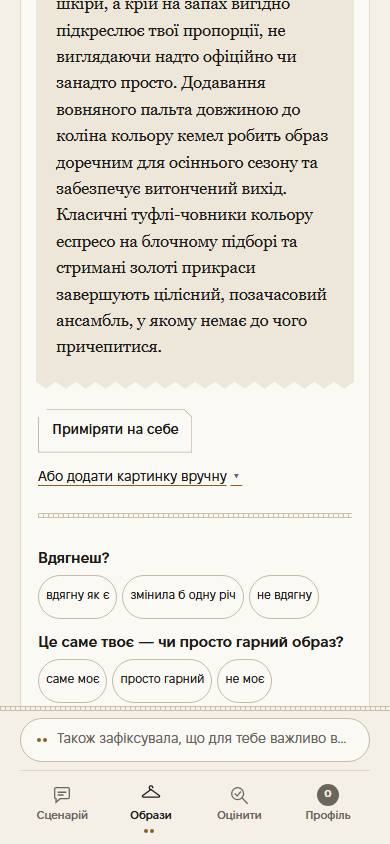 шкіри, а крій на запах вигідно
підкреслює твої пропорції, не
виглядаючи надто офіційно чи
занадто просто. Додавання
вовняного пальта довжиною до
коліна кольору кемел робить образ
доречним для осіннього сезону та
забезпечує витончений вихід.
Класичні туфлі-човники кольору
еспресо на блочному підборі та
стримані золоті прикраси
завершують цілісний, позачасовий
ансамбль, у якому немає до чого
причепитися.
Приміряти на себе
Або додати картинку вручну
Вдягнеш?
вдягну як є
змінила б одну річ
не вдягну
Це саме твоє — чи просто гарний образ?
саме моє
просто гарний
не моє
Також зафіксувала, що для тебе важливо в...
Сценарій
Образи
Оцінити
О
Профіль